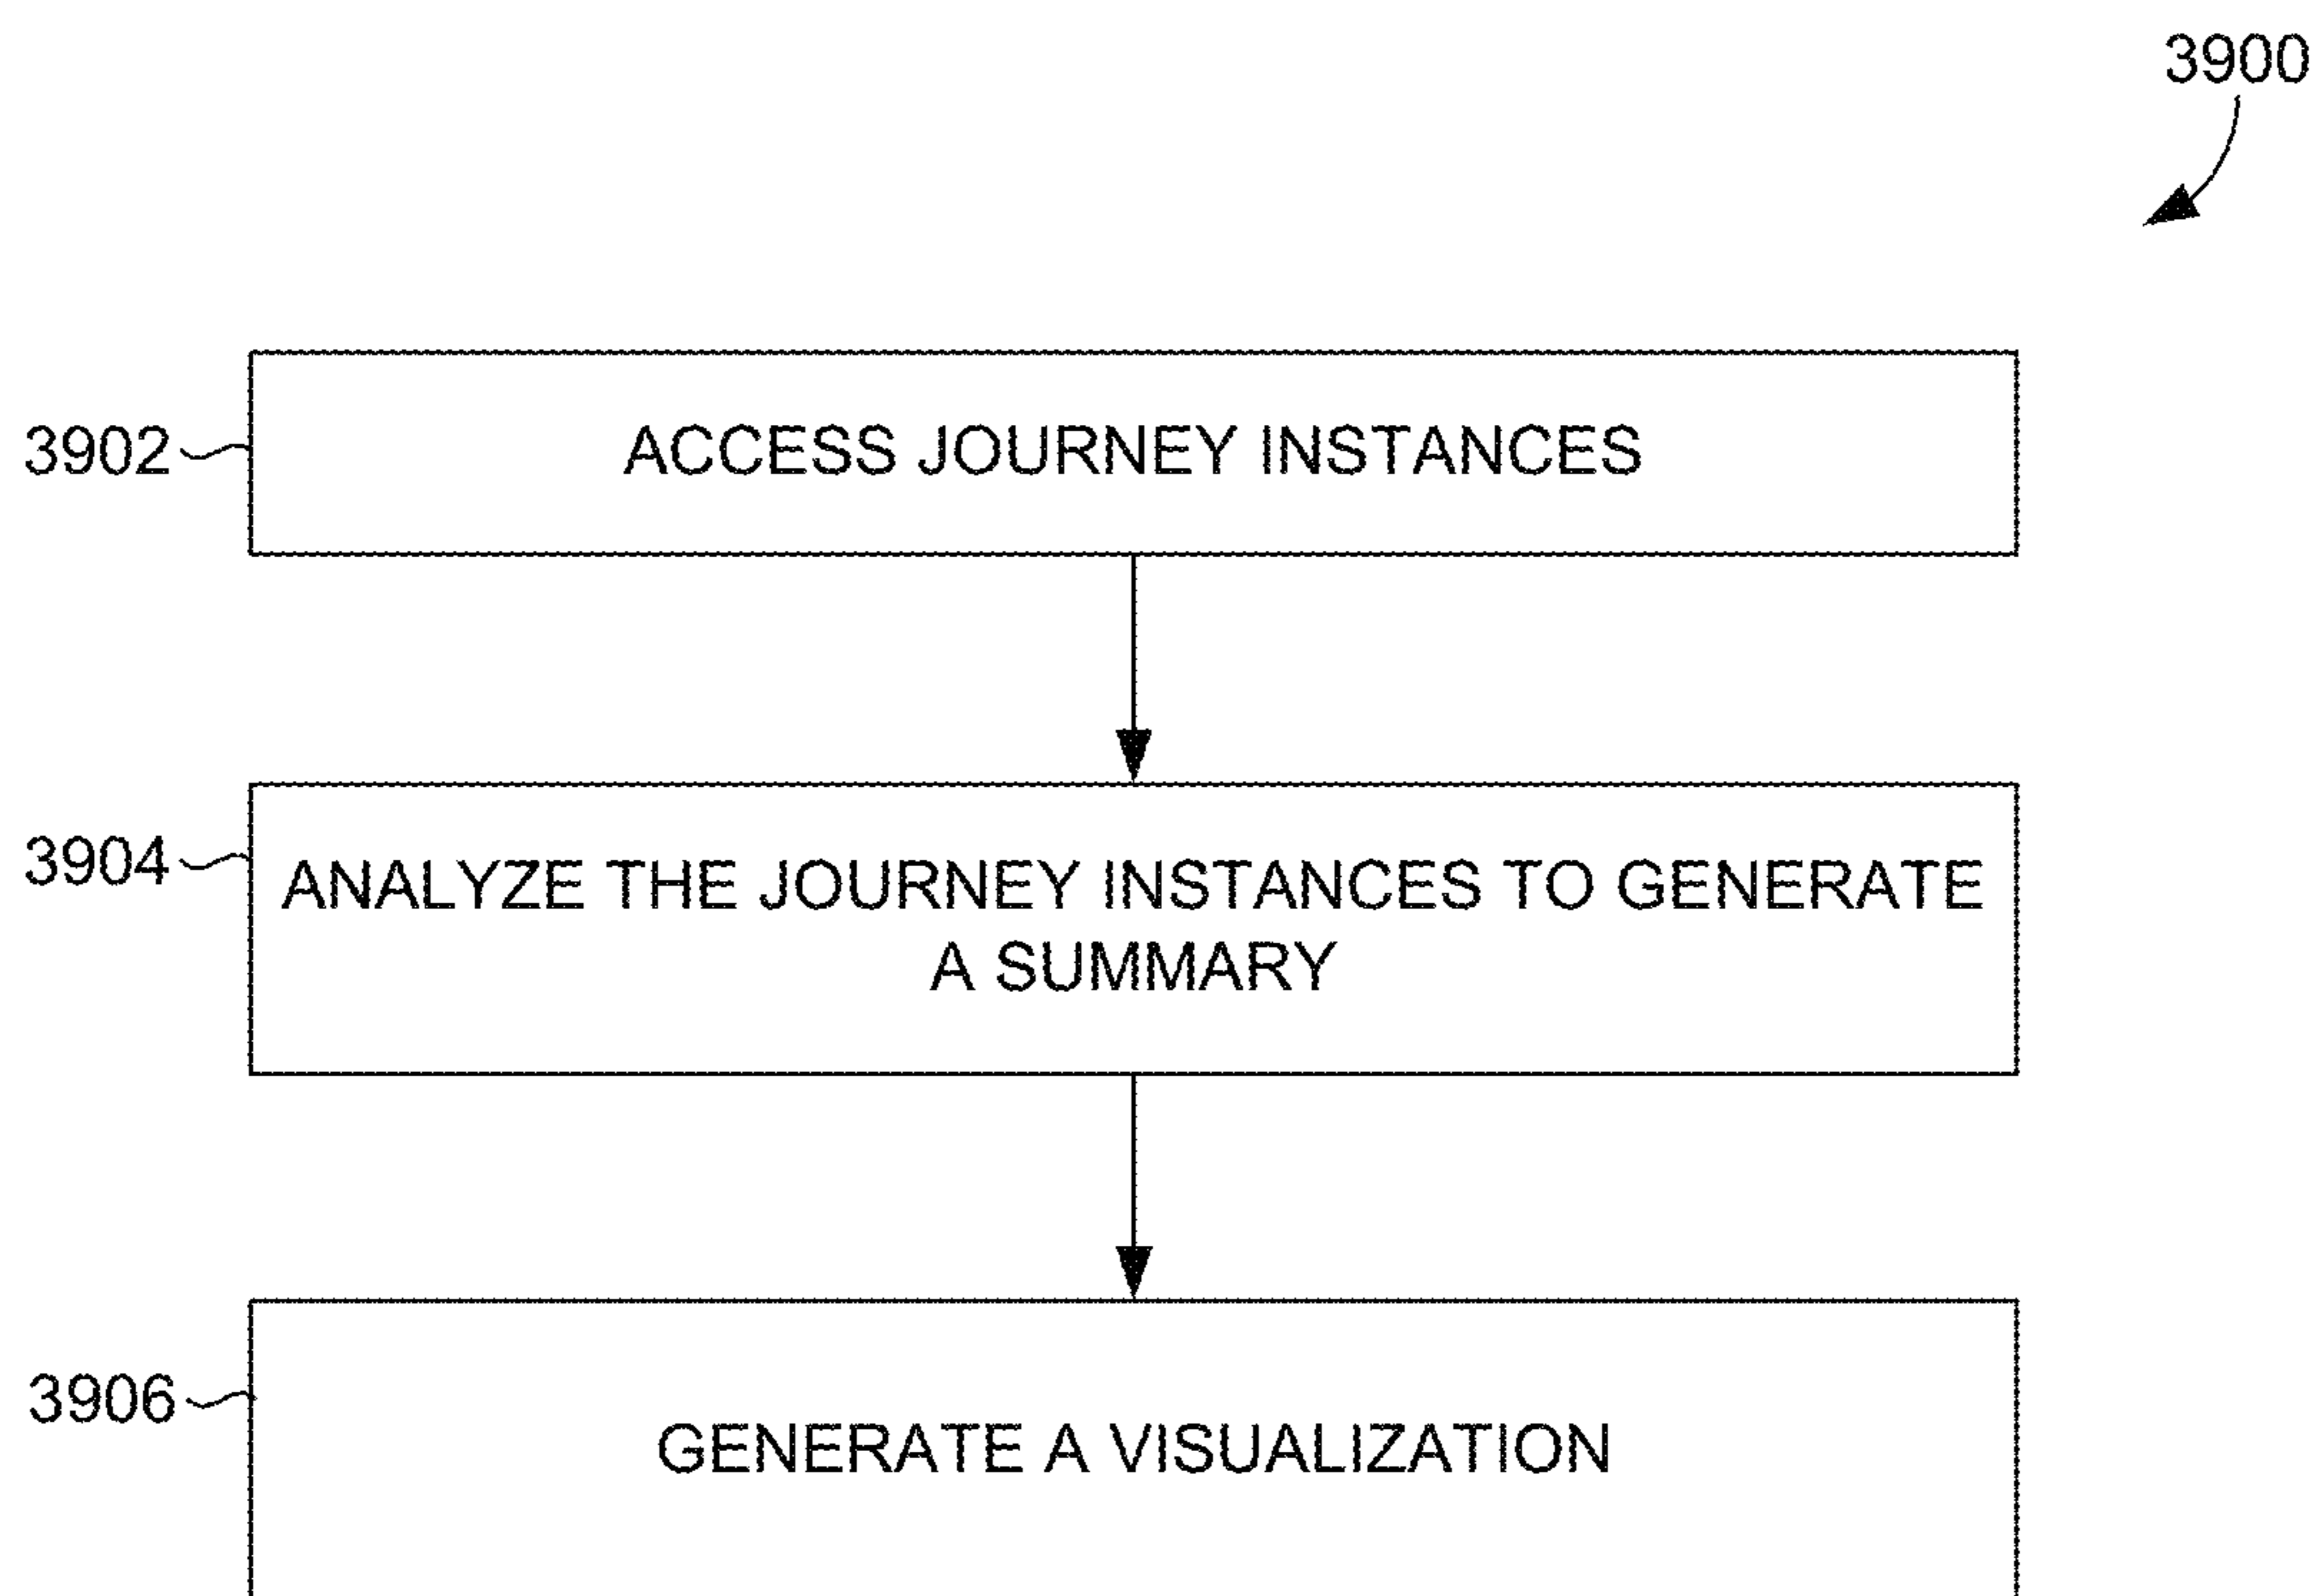 3900
3902
ACCESS JOURNEY INSTANCES
3904
ANALYZE THE JOURNEY INSTANCES TO GENERATE
A SUMMARY
3906
GENERATE A VISUALIZATION